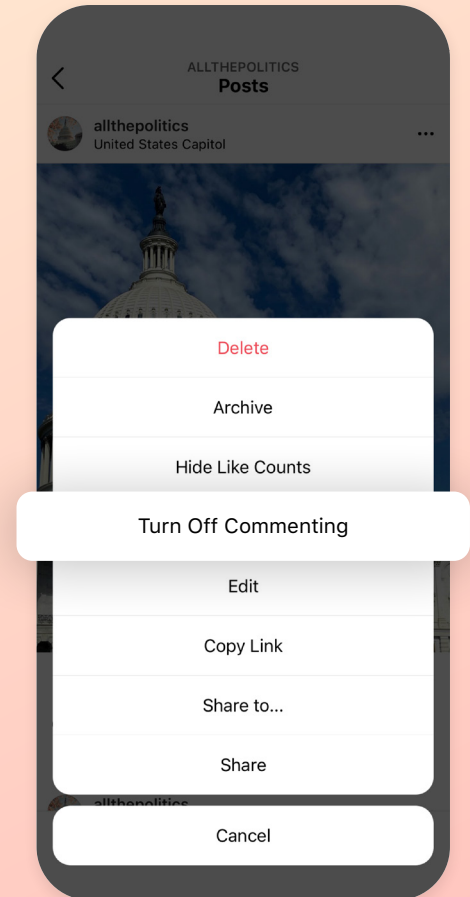 ALLTHEPOLITICS
Posts
allthepolitics
United States Capitol
Delete
Archive
Hide Like Counts
Turn Off Commenting
Edit
Copy Link
Share to...
Share
allthepolitics
Cancel